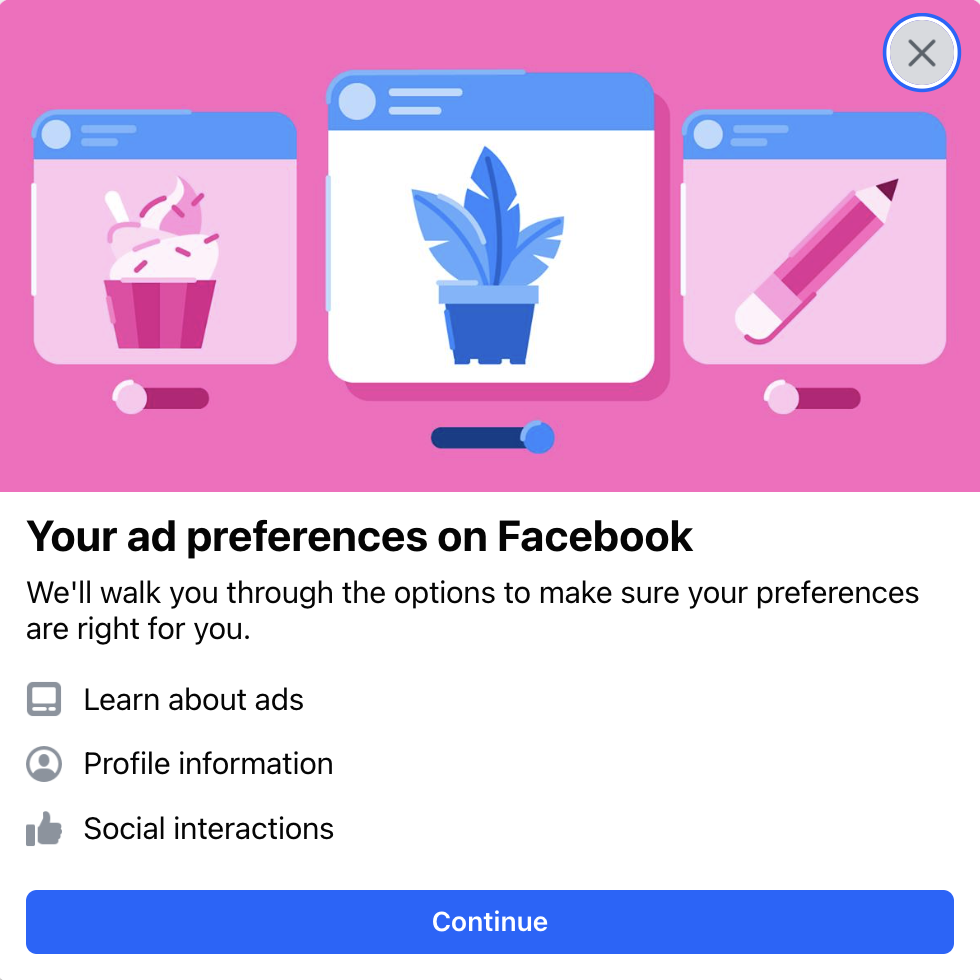 Your ad preferences on Facebook
We'll walk you through the options to make sure your preferences
are right for you.
Learn about ads
Profile information
Social interactions
Continue